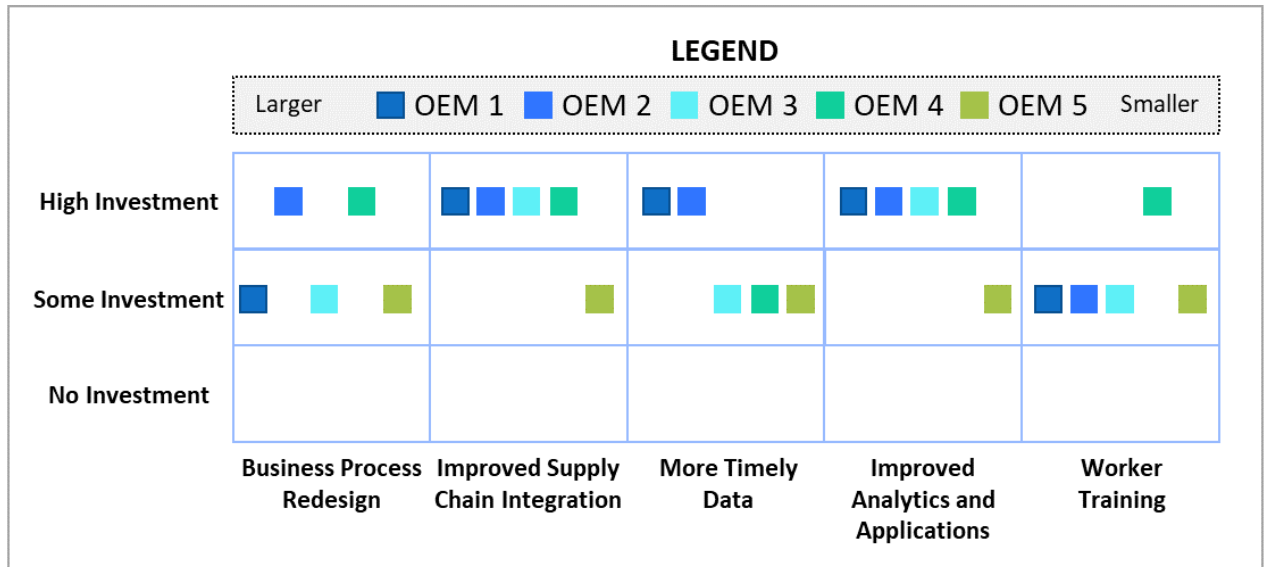 LEGEND
Larger OEM 1 OEM 2 OEM 3 OEM 4 OEM 5 Smaller
High Investment
Some Investment
No Investment
Business Process
Redesign
Improved Supply
Chain Integration
More Timely
Data
Improved
Analytics and
Applications
Worker
Training